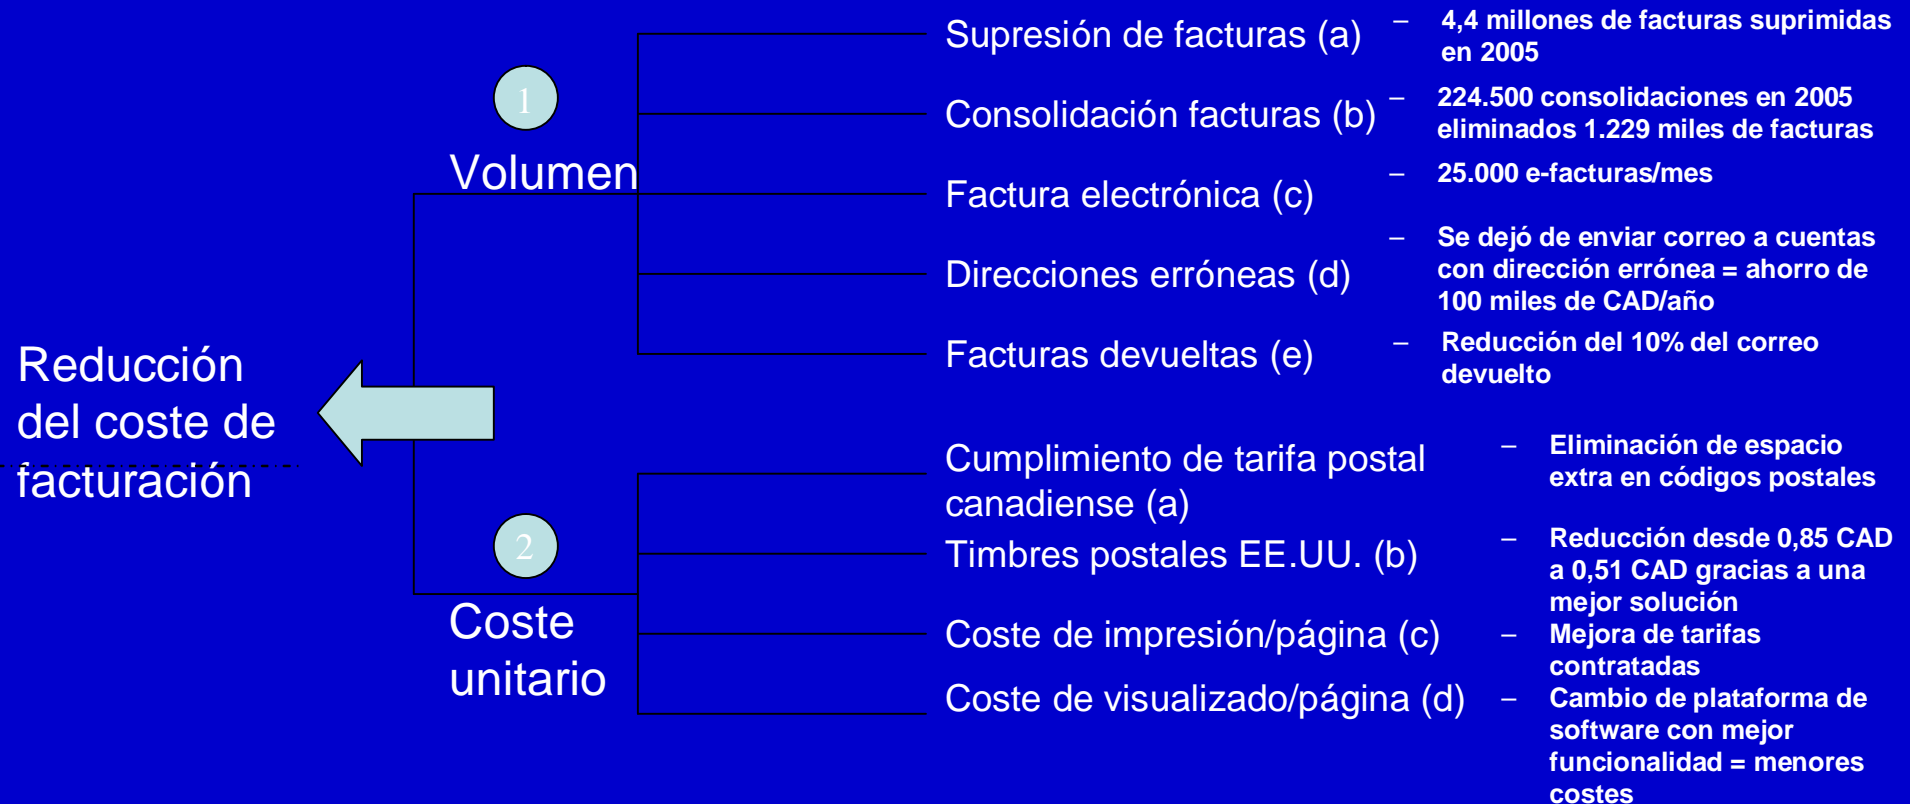 Reducción
del coste de
facturación
1
Volumen
Supresión de facturas (a)
– 4,4 millones de facturas suprimidas
en 2005
Consolidación facturas (b)
– 224.500 consolidaciones en 2005
eliminados 1.229 miles de facturas
Factura electrónica (c)
– 25.000 e-facturas/mes
Direcciones erróneas (d)
– Se dejó de enviar correo a cuentas
con dirección errónea = ahorro de
100 miles de CAD/año
Facturas devueltas (e)
– Reducción del 10% del correo
devuelto
2
Coste
unitario
Cumplimiento de tarifa postal
canadiense (a)
– Eliminación de espacio
extra en códigos postales
Timbres postales EE.UU. (b)
– Reducción desde 0,85 CAD
a 0,51 CAD gracias a una
mejor solución
Coste de impresión/página (c)
– Mejora de tarifas
contratadas
Coste de visualizado/página (d)
– Cambio de plataforma de
software con mejor
funcionalidad = menores
costes